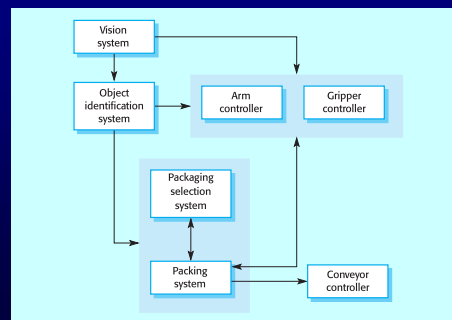 Vision
system
Object
identification
system
Arm
controller
Gripper
controller
Packaging
selection
system
Packing
system
Conveyor
controller